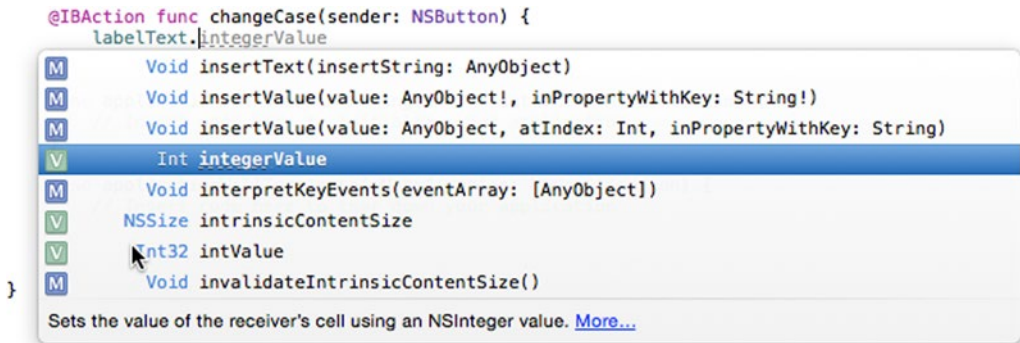 @IBAction func changeCase(sender: NSButton) {
labelText.integerValue
M Void insertText(insertString: AnyObject)
M Void insertValue(value: AnyObject!, inPropertyWithKey: String!)
M Void insertValue(value: AnyObject, atIndex: Int, inPropertyWithKey: String)
V Int integerValue
M Void interpretKeyEvents(eventArray: [AnyObject])
V NSSize intrinsicContentSize
V Int32 intValue
M Void invalidateIntrinsicContentSize()
}
Sets the value of the receiver's cell using an NSInteger value. More...